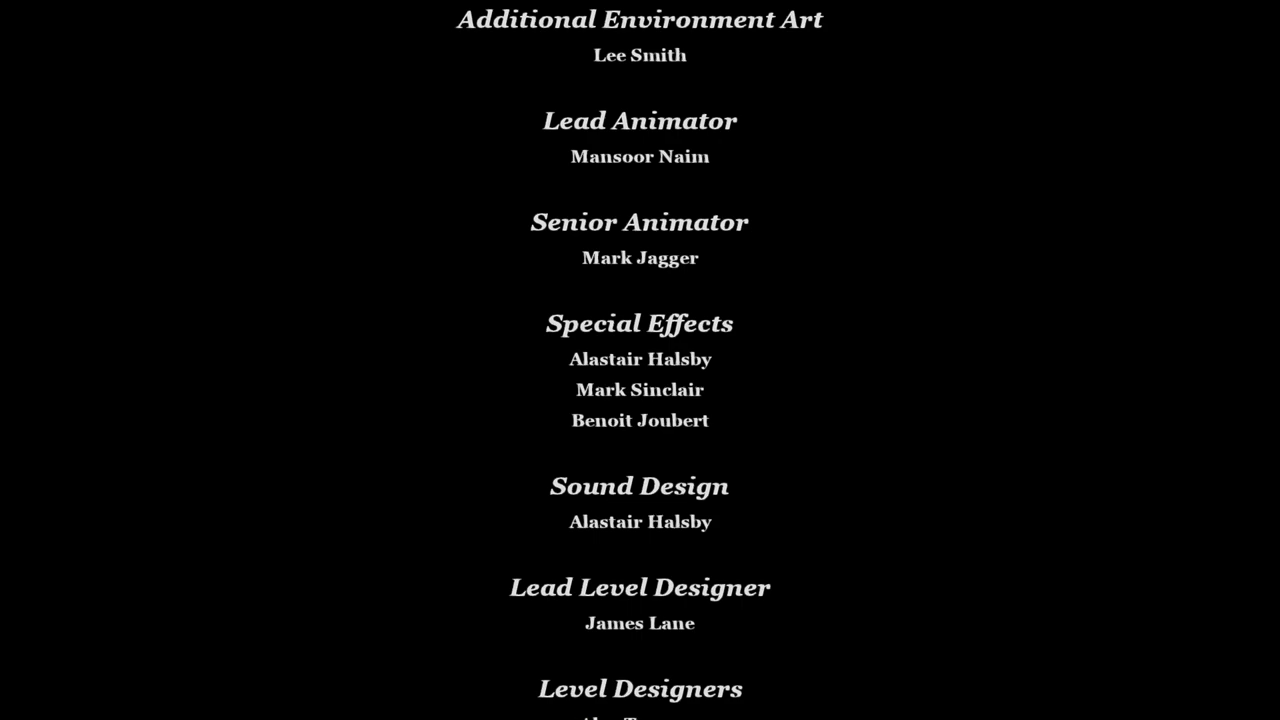 Additional Environment Art
Lee Smith
Lead Animator
Mansoor Naim
Senior Animator
Mark Jagger
Special Effects
Alastair Halsby
Mark Sinclair
Benoit Joubert
Sound Design
Alastair Halsby
Lead Level Designer
James Lane
Level Designers